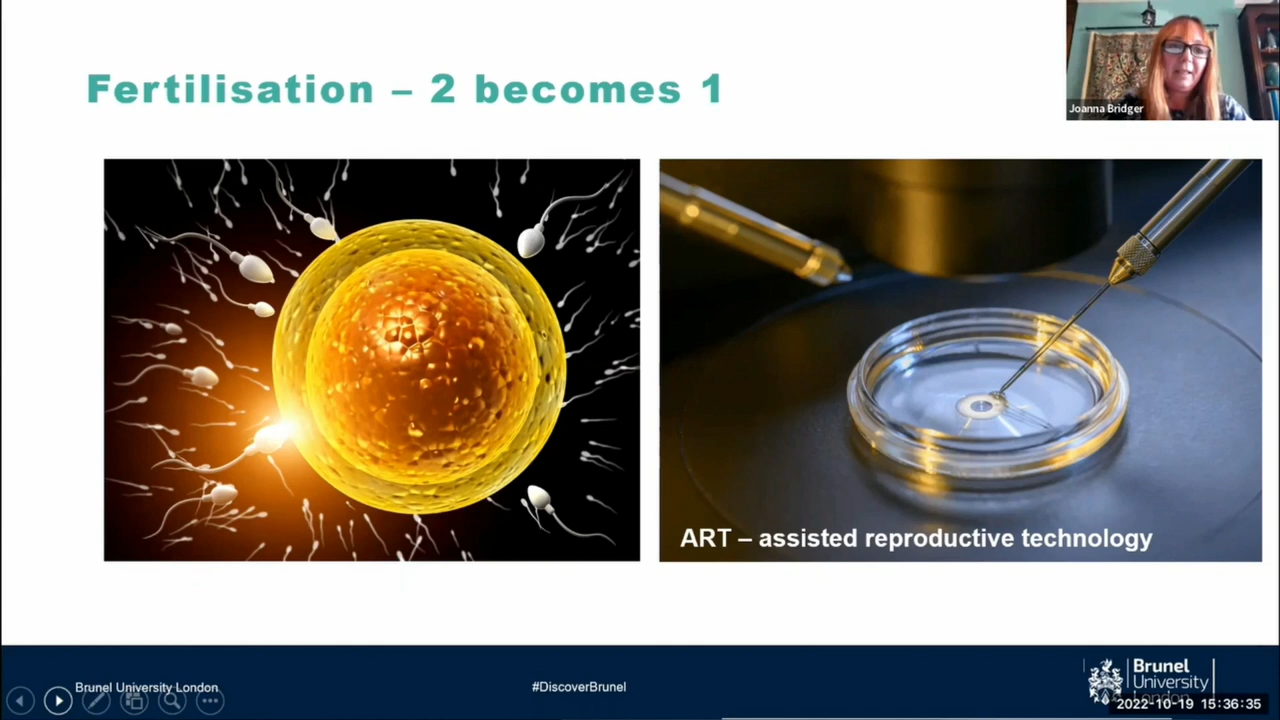 Fertilisation – 2 becomes 1
Joanna Bridger
ART – assisted reproductive technology
Brunel University London
#DiscoverBrunel
Brunel
University
London
2022-10-19 15:36:35